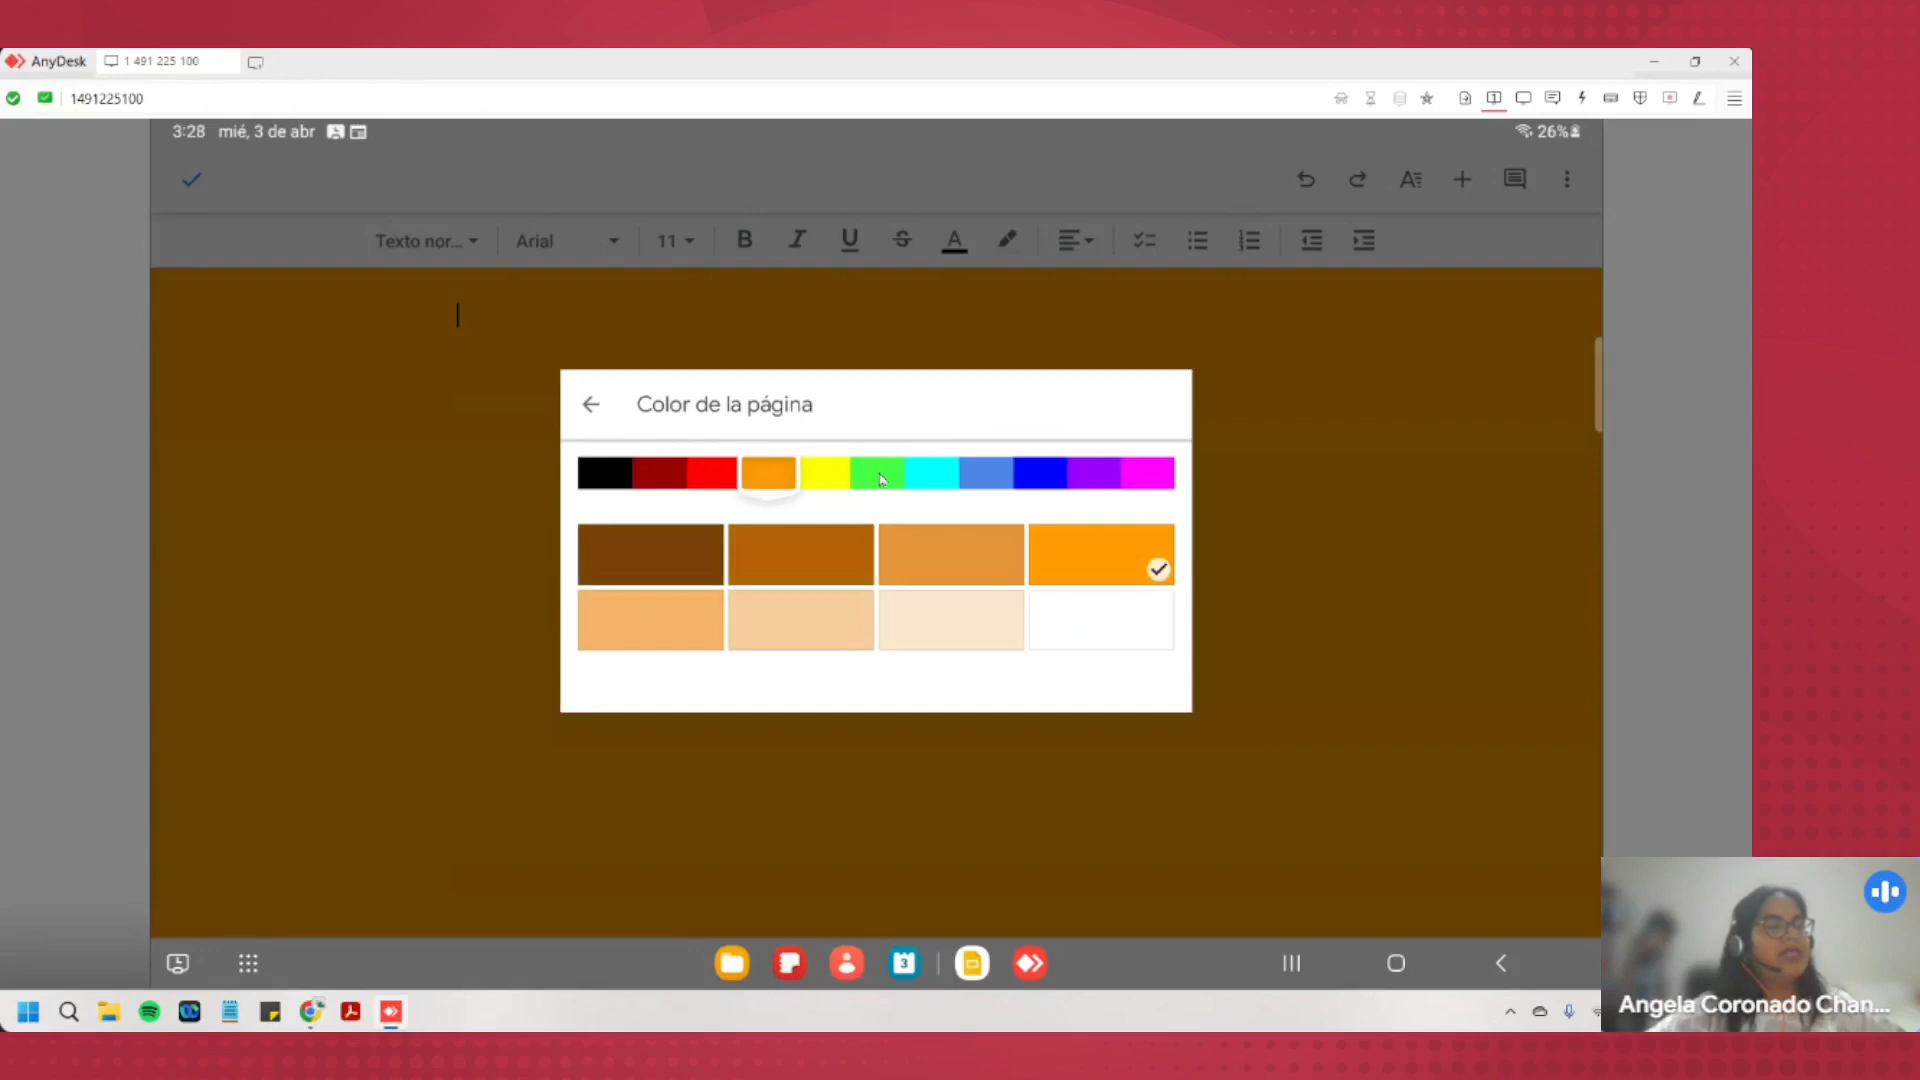 AnyDesk
1 491 225 100
1491225100
3:28 mié, 3 de abr
26%
Texto nor...
Arial
11
B
I
U
S
A
Color de la página
3
Angela Coronado Chan...